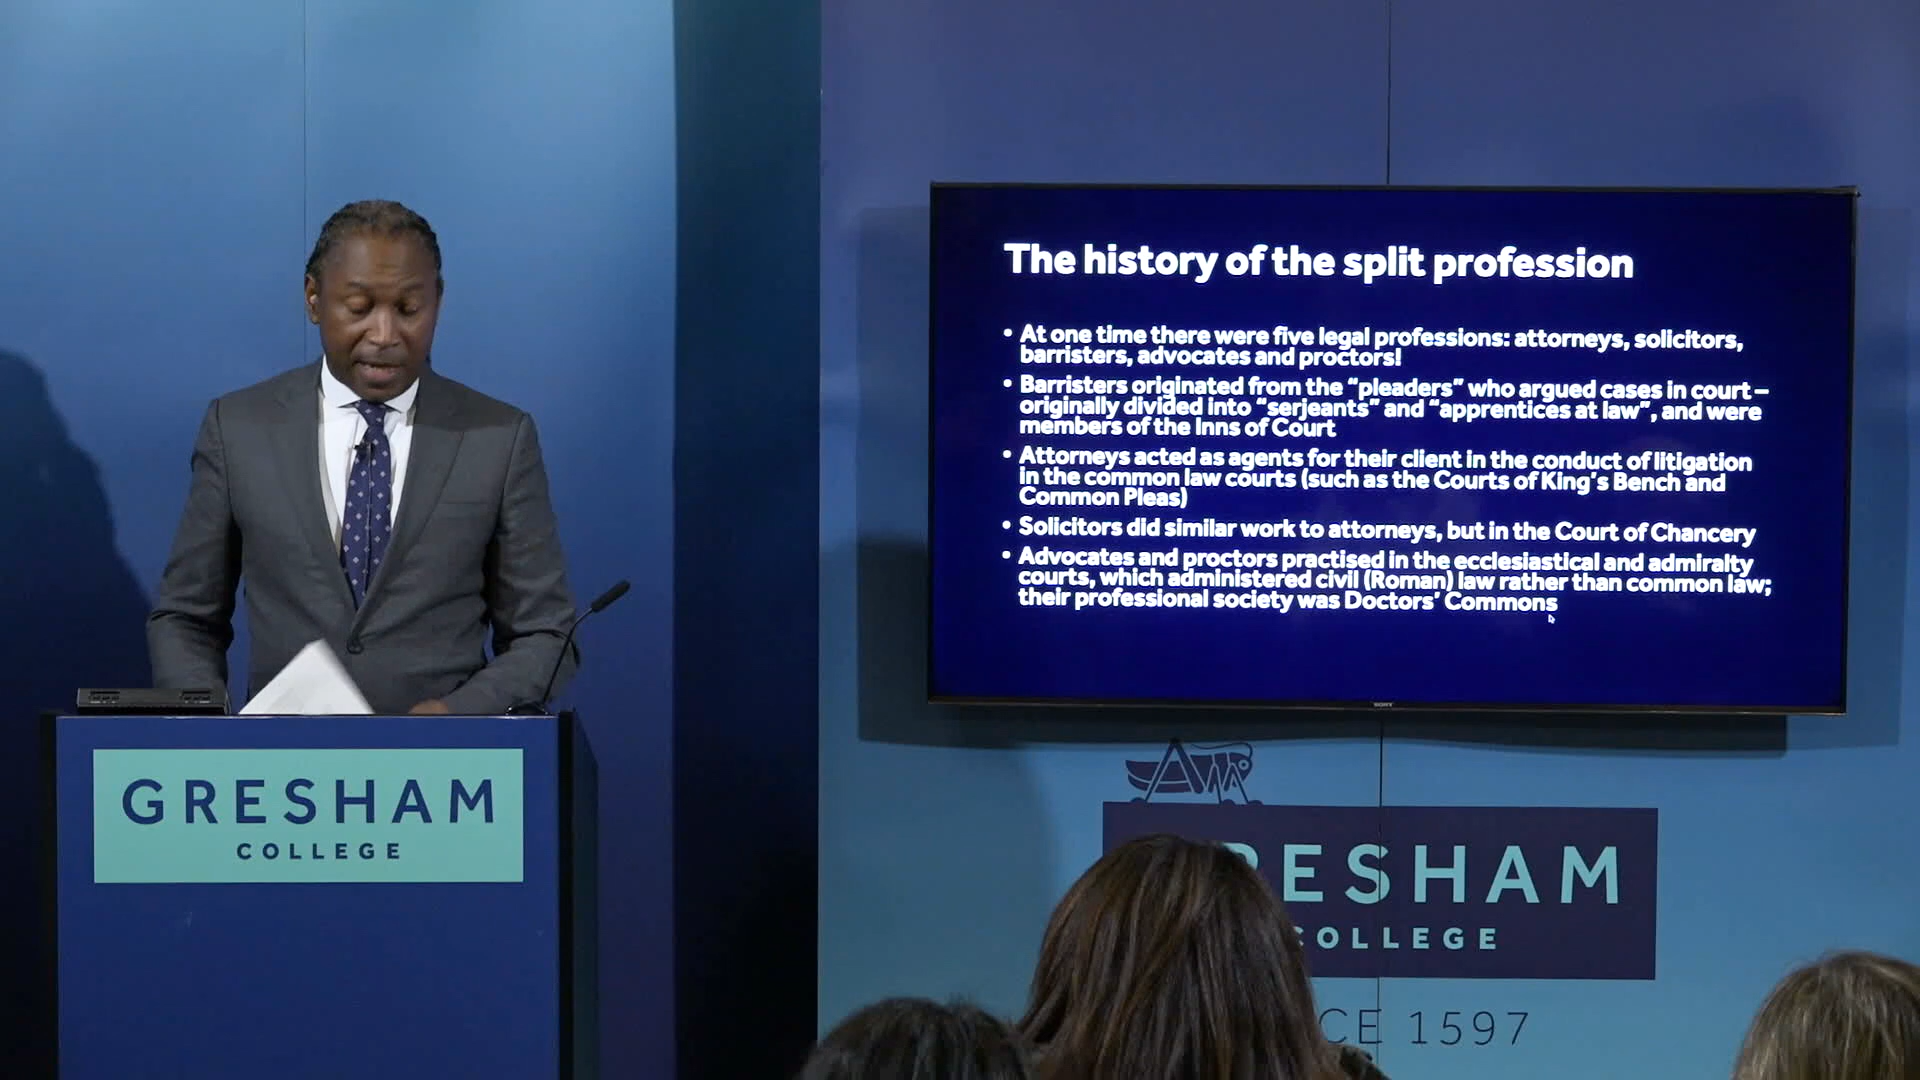 The history of the split profession
• At one time there were five legal professions: attorneys, solicitors,
barristers, advocates and proctors!
• Barristers originated from the “pleaders” who argued cases in court –
originally divided into “serjeants” and “apprentices at law”, and were
members of the Inns of Court
• Attorneys acted as agents for their client in the conduct of litigation
in the common law courts (such as the Courts of King’s Bench and
Common Pleas)
• Solicitors did similar work to attorneys, but in the Court of Chancery
• Advocates and proctors practised in the ecclesiastical and admiralty
courts, which administered civil (Roman) law rather than common law;
their professional society was Doctors’ Commons
SONY
GRESHAM
COLLEGE
RESHAM
COLLEGE
CE 1597